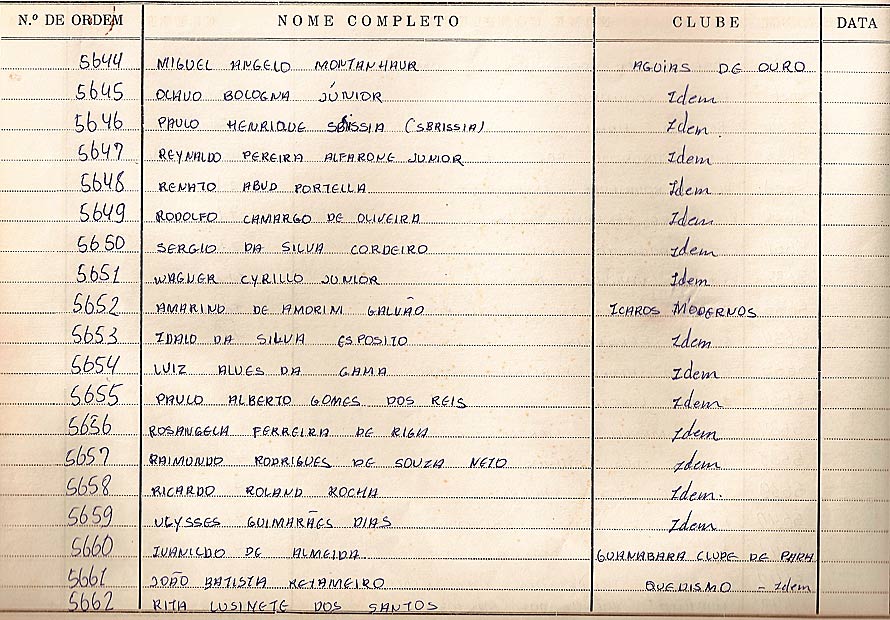 N.º DE ORDEM NOME COMPLETO CLUBE DATA
5644 MIGUEL ANGELO MONTANHAUR AGUIAS DE OURO
5645 OLAVO BOLOGNA JÚNIOR Idem
5646 PAULO HENRIQUE (SBRISSIA) Idem
5647 REYNALDO PEREIRA ALFARONE JUNIOR Idem
5648 RENATO ABUD PORTELLA Idem
5649 RODOLFO CAMARGO DE OLIVEIRA Idem
5650 SERGIO DA SILVA CORDEIRO Idem
5651 WAGNER CYRILLO JUNIOR Idem
5652 AMARINO DE AMORIM GALVÃO ICAROS MODERNOS
5653 IDALO DA SILVA ESPOSITO Idem
5654 LUIZ ALVES DA GAMA Idem
5655 PAULO ALBERTO GOMES DOS REIS Idem
5656 ROSANGELA FERREIRA DE Idem
5657 RAIMUNDO RODRIGUES DE SOUZA NETO Idem
5658 RICARDO ROLAND ROCHA Idem.
5659 ULYSSES GUIMARÃES DIAS Idem
5660 IVANILDO DE ALMEIDA GUANABARA CLUBE DE PARA
5661 JOÃO BATISTA RETAMEIRO QUEDISMO - Idem
5662 RITA LUSINETE DOS SANTOS